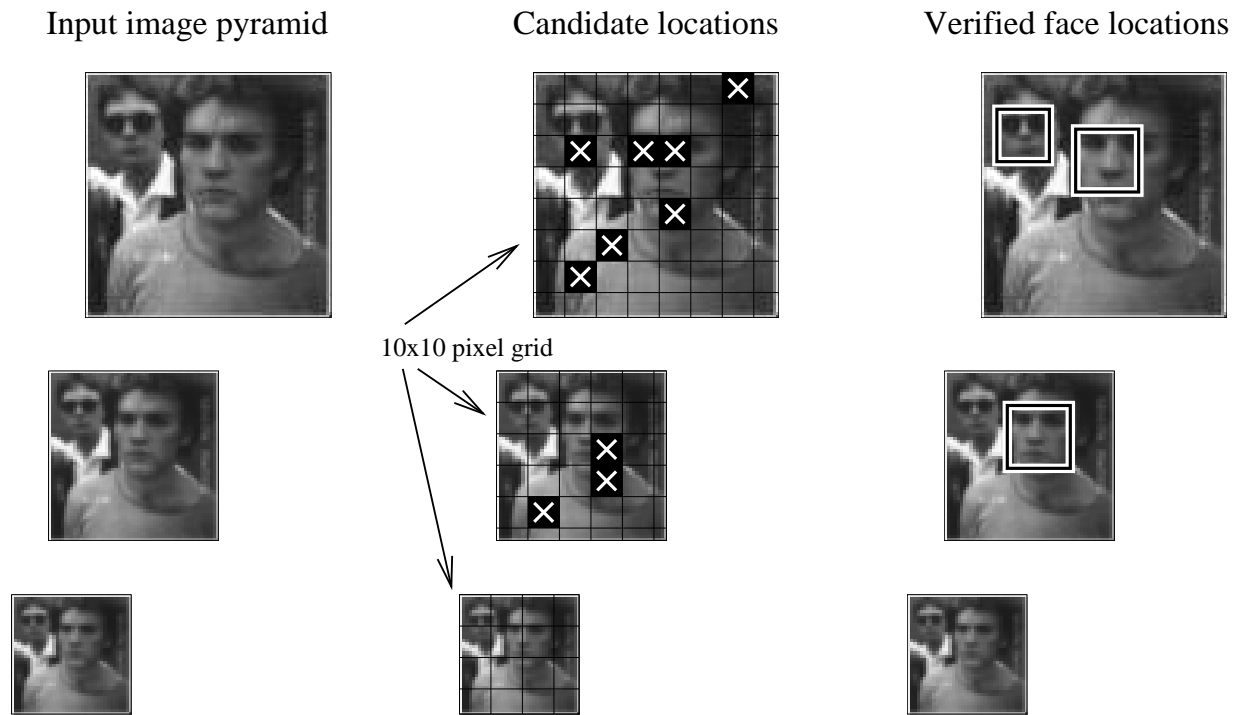 Input image pyramid
Candidate locations
Verified face locations
10x10 pixel grid